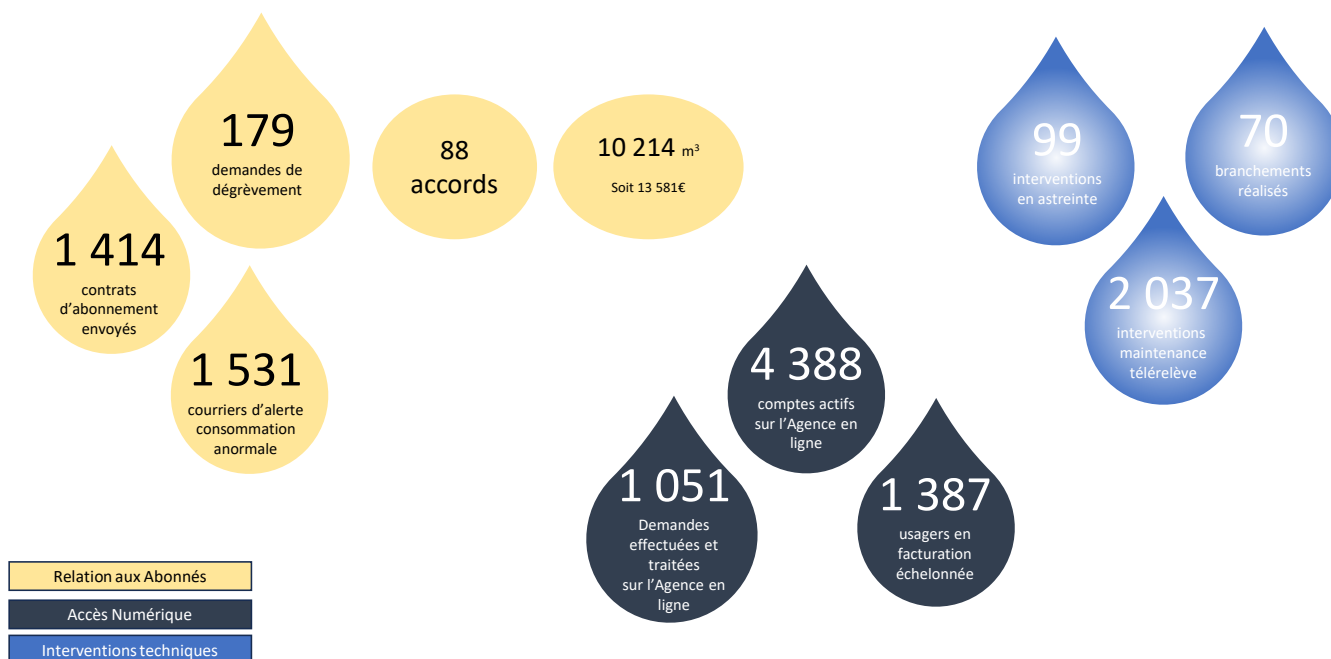 179
demandes de
dégrèvement
88
accords
10 214 m³
Soit 13 581€
1 414
contrats
d’abonnement
envoyés
1 531
courriers d’alerte
consommation
anormale
99
interventions
en astreinte
70
branchements
réalisés
2 037
interventions
maintenance
télérelève
4 388
comptes actifs
sur l’Agence en
ligne
1 051
Demandes
effectuées et
traitées
sur l’Agence en
ligne
1 387
usagers en
facturation
échelonnée
Relation aux Abonnés
Accès Numérique
Interventions techniques